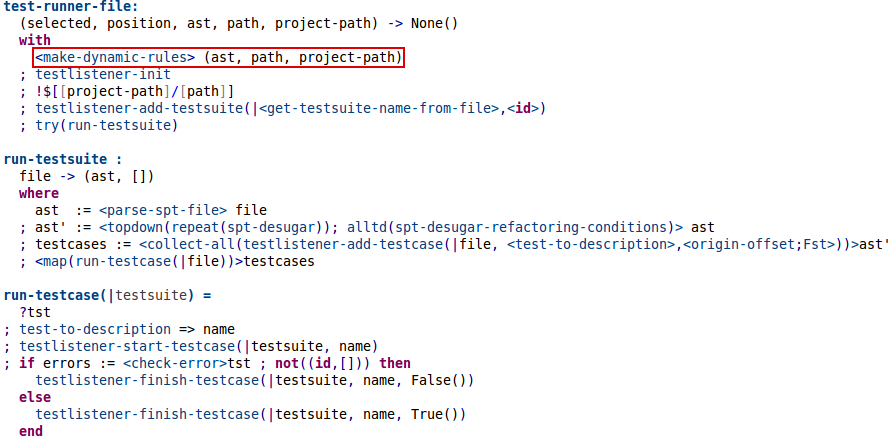 test-runner-file:
  (selected, position, ast, path, project-path) -> None()
  with
    <make-dynamic-rules> (ast, path, project-path)
  ; testlistener-init
  ; !$[[project-path]/[path]]
  ; testlistener-add-testsuite(|<get-testsuite-name-from-file>,<id>)
  ; try(run-testsuite)

run-testsuite :
  file -> (ast, [])
  where
    ast  := <parse-spt-file> file
  ; ast' := <topdown(repeat(spt-desugar)); alltd(spt-desugar-refactoring-conditions)> ast
  ; testcases := <collect-all(testlistener-add-testcase(|file, <test-to-description>,<origin-offset;Fst>))>ast'
  ; <map(run-testcase(|file))>testcases

run-testcase(|testsuite) =
  ?tst
; test-to-description => name
; testlistener-start-testcase(|testsuite, name)
; if errors := <check-error>tst ; not((id,[])) then
    testlistener-finish-testcase(|testsuite, name, False())
  else
    testlistener-finish-testcase(|testsuite, name, True())
  end